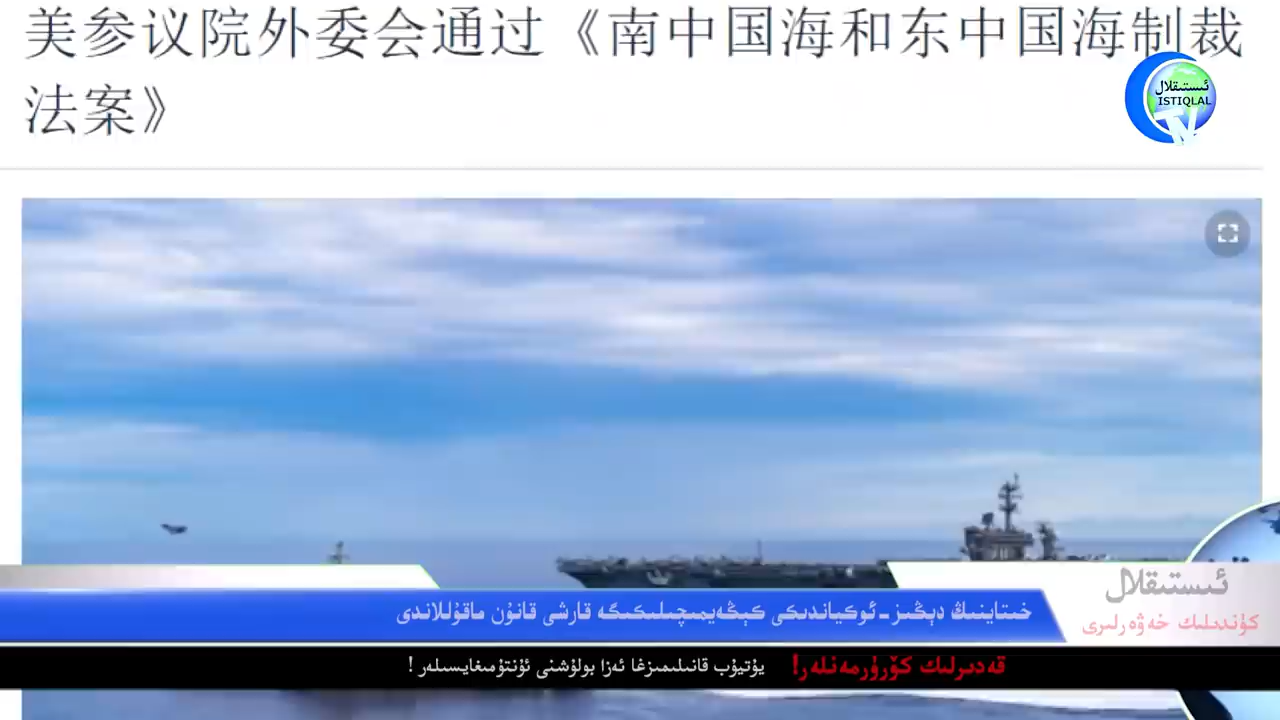 美参议院外委会通过《南中国海和东中国海制裁
法案》
ئىستىقلال
ISTIQLAL
TV
ئىستىقلال
كۈندىلىك خەۋەرلىرى
خىتاينىڭ دېڭىز-ئوكياندىكى كېڭەيمىچىلىكىگە قارشى قانۇن ماقۇللاندى
قەدىرلىك كۆرۈرمەنلەر! يۇتيۇب قانىلىمىزغا ئەزا بولۇشنى ئۇنتۇمىغايسىلەر !